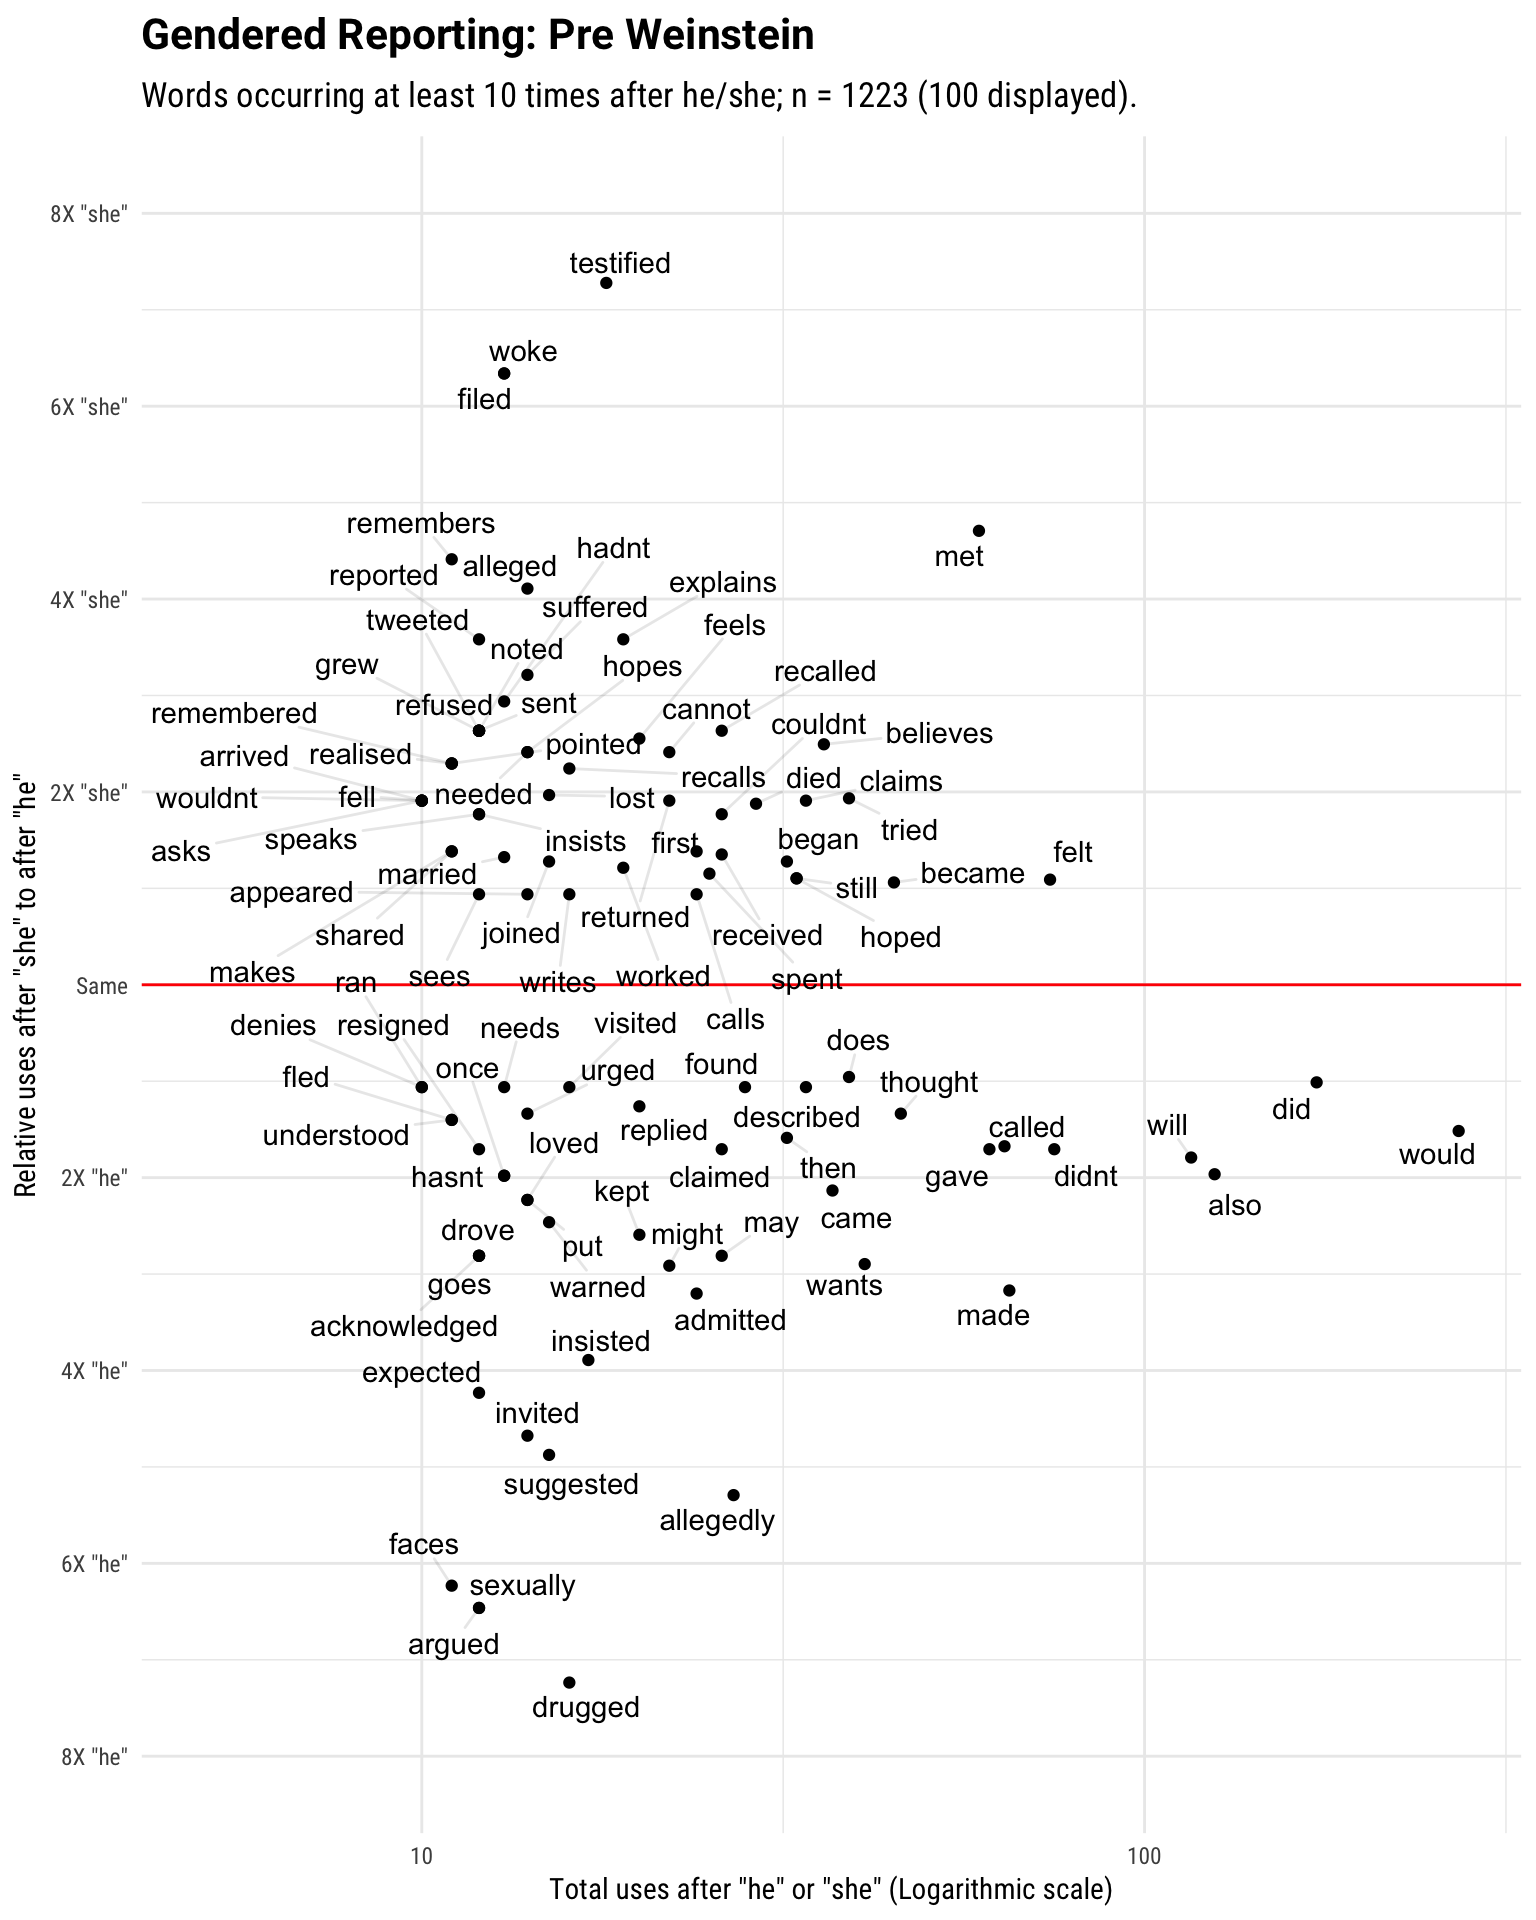 Gendered Reporting: Pre Weinstein
Words occurring at least 10 times after he/she; n = 1223 (100 displayed).
8X "she"
testified
woke
6X "she"
filed
remembers
hadnt
met
reported
alleged
explains
4X "she"
suffered
tweeted
feels
noted
grew
hopes
recalled
refused
sent
remembered
cannot
couldnt
believes
arrived
realised
pointed
recalls
died
claims
2X "she"
wouldnt
fell
needed
lost
tried
asks
speaks
insists
first
began
felt
married
still
became
appeared
returned
shared
joined
received
hoped
makes
ran
sees
writes
worked
spent
Same
denies
resigned
needs
visited
calls
does
fled
once
urged
found
thought
understood
loved
replied
described
called
will
did
would
2X "he"
hasnt
kept
claimed
then
gave
didnt
also
drove
put
might
may
came
goes
warned
wants
acknowledged
admitted
made
insisted
4X "he"
expected
invited
suggested
allegedly
faces
6X "he"
sexually
argued
drugged
8X "he"
10
100
Total uses after "he" or "she" (Logarithmic scale)
Relative uses after "she" to after "he"